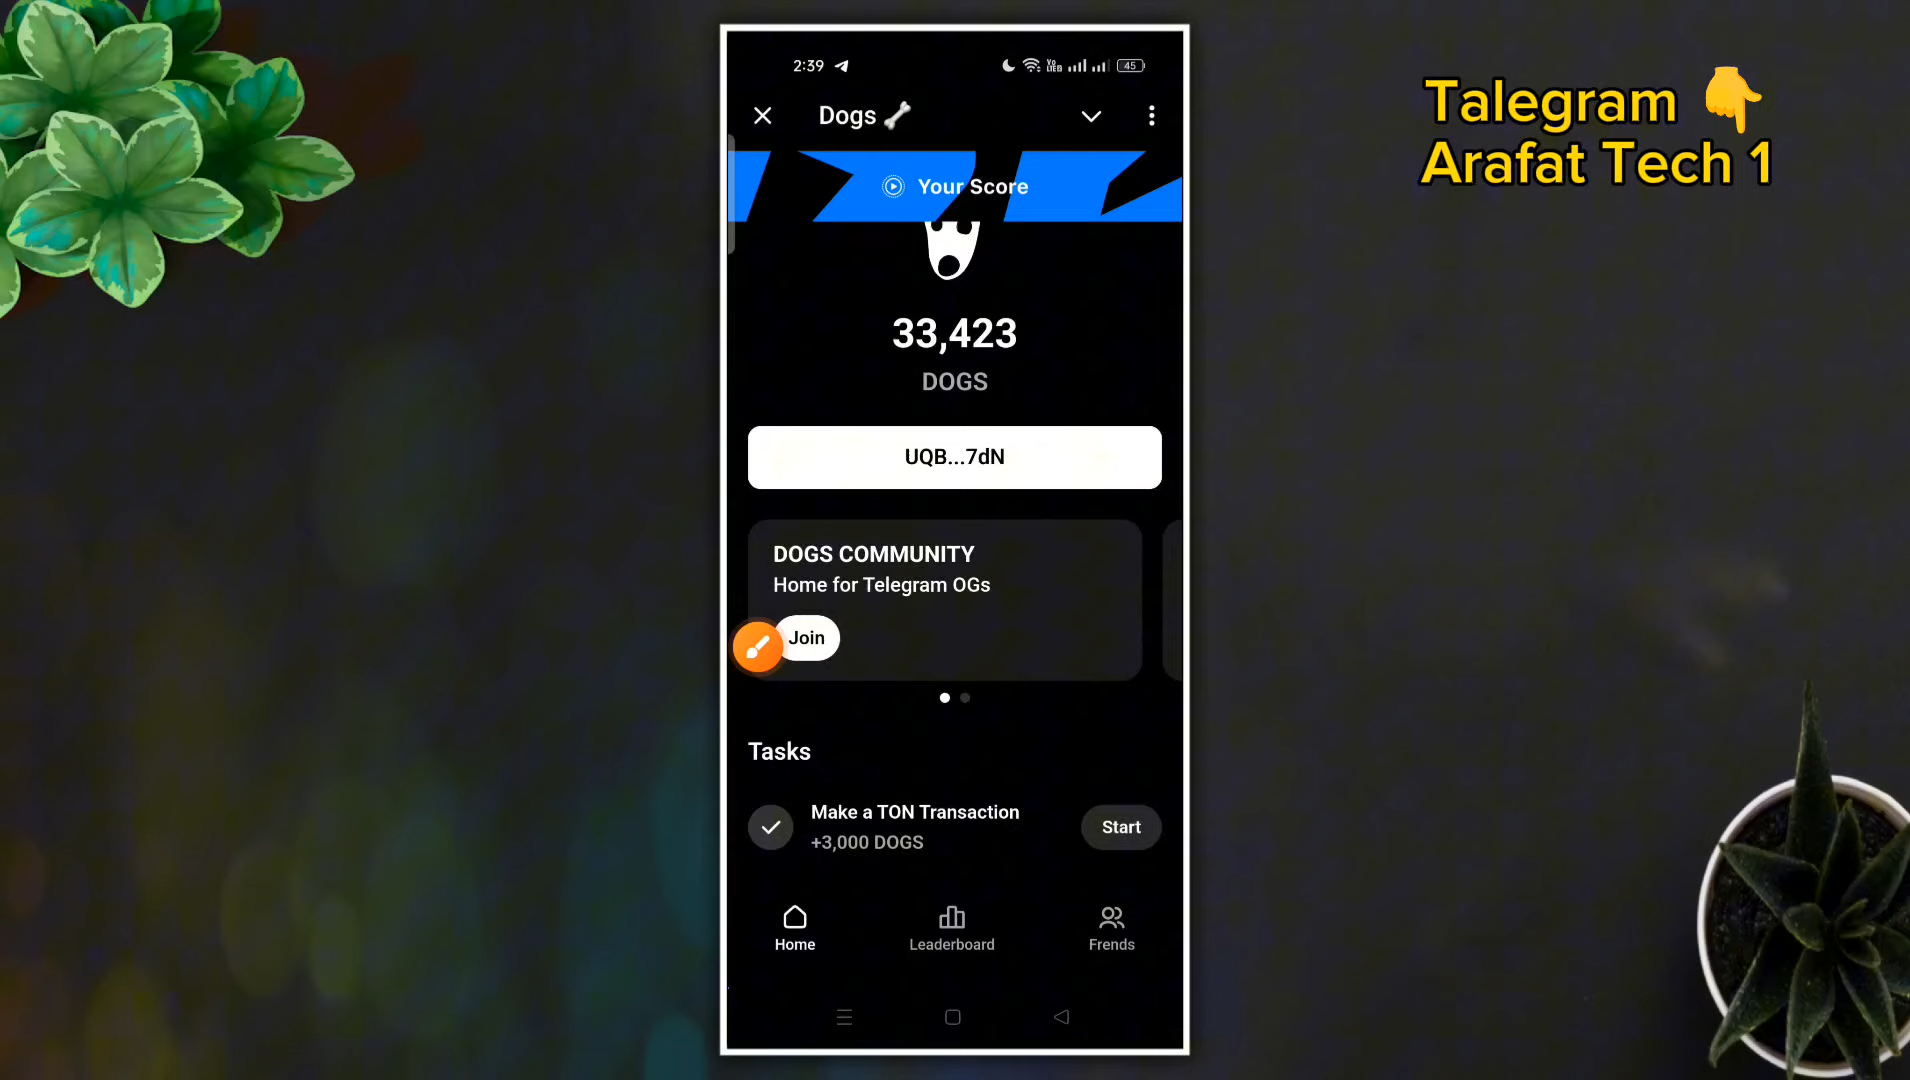 2:39
45
Dogs
Your Score
33,423
DOGS
UQB...7dN
DOGS COMMUNITY
Home for Telegram OGs
Join
Tasks
Make a TON Transaction
+3,000 DOGS
Start
Home
Leaderboard
Frends
Talegram
Arafat Tech 1